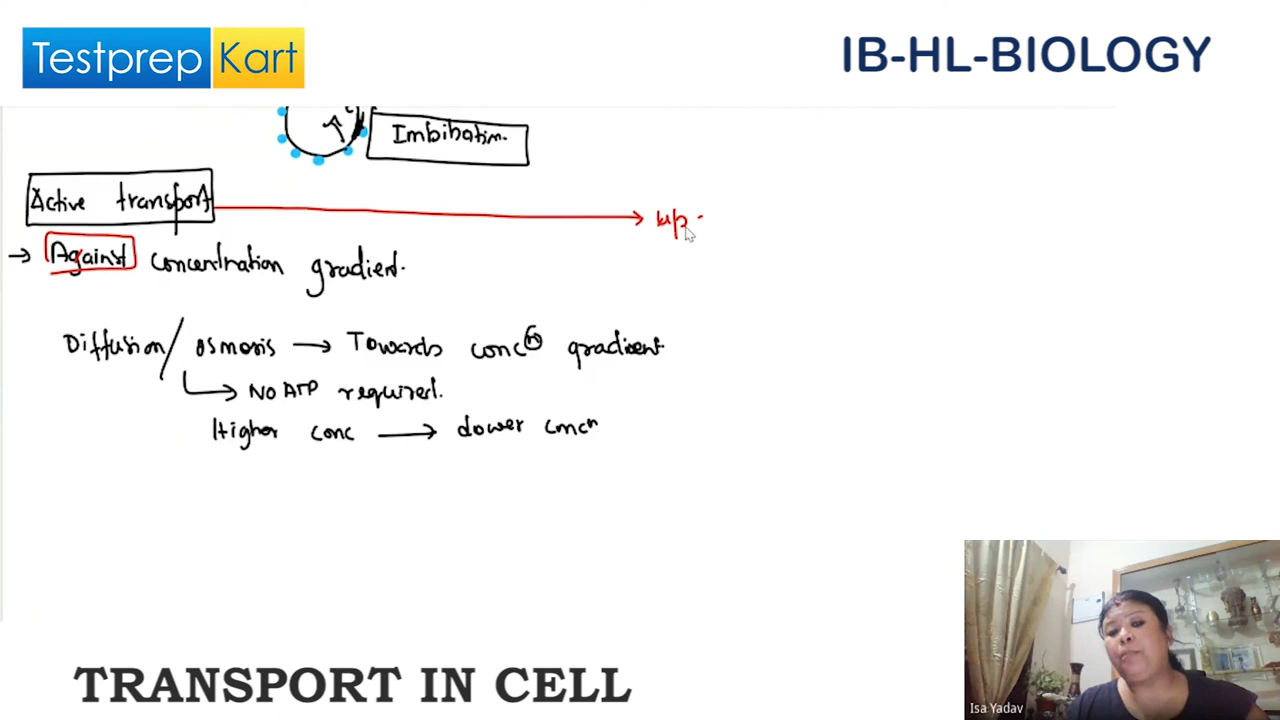 Testprep Kart
IB-HL-BIOLOGY
Imbibation.
Active transport
up
→ Against concentration gradient.
Diffusion / osmosis → Towards concⁿ gradient
No ATP required.
Higher conc → Lower concⁿ
TRANSPORT IN CELL
Isa Yadav